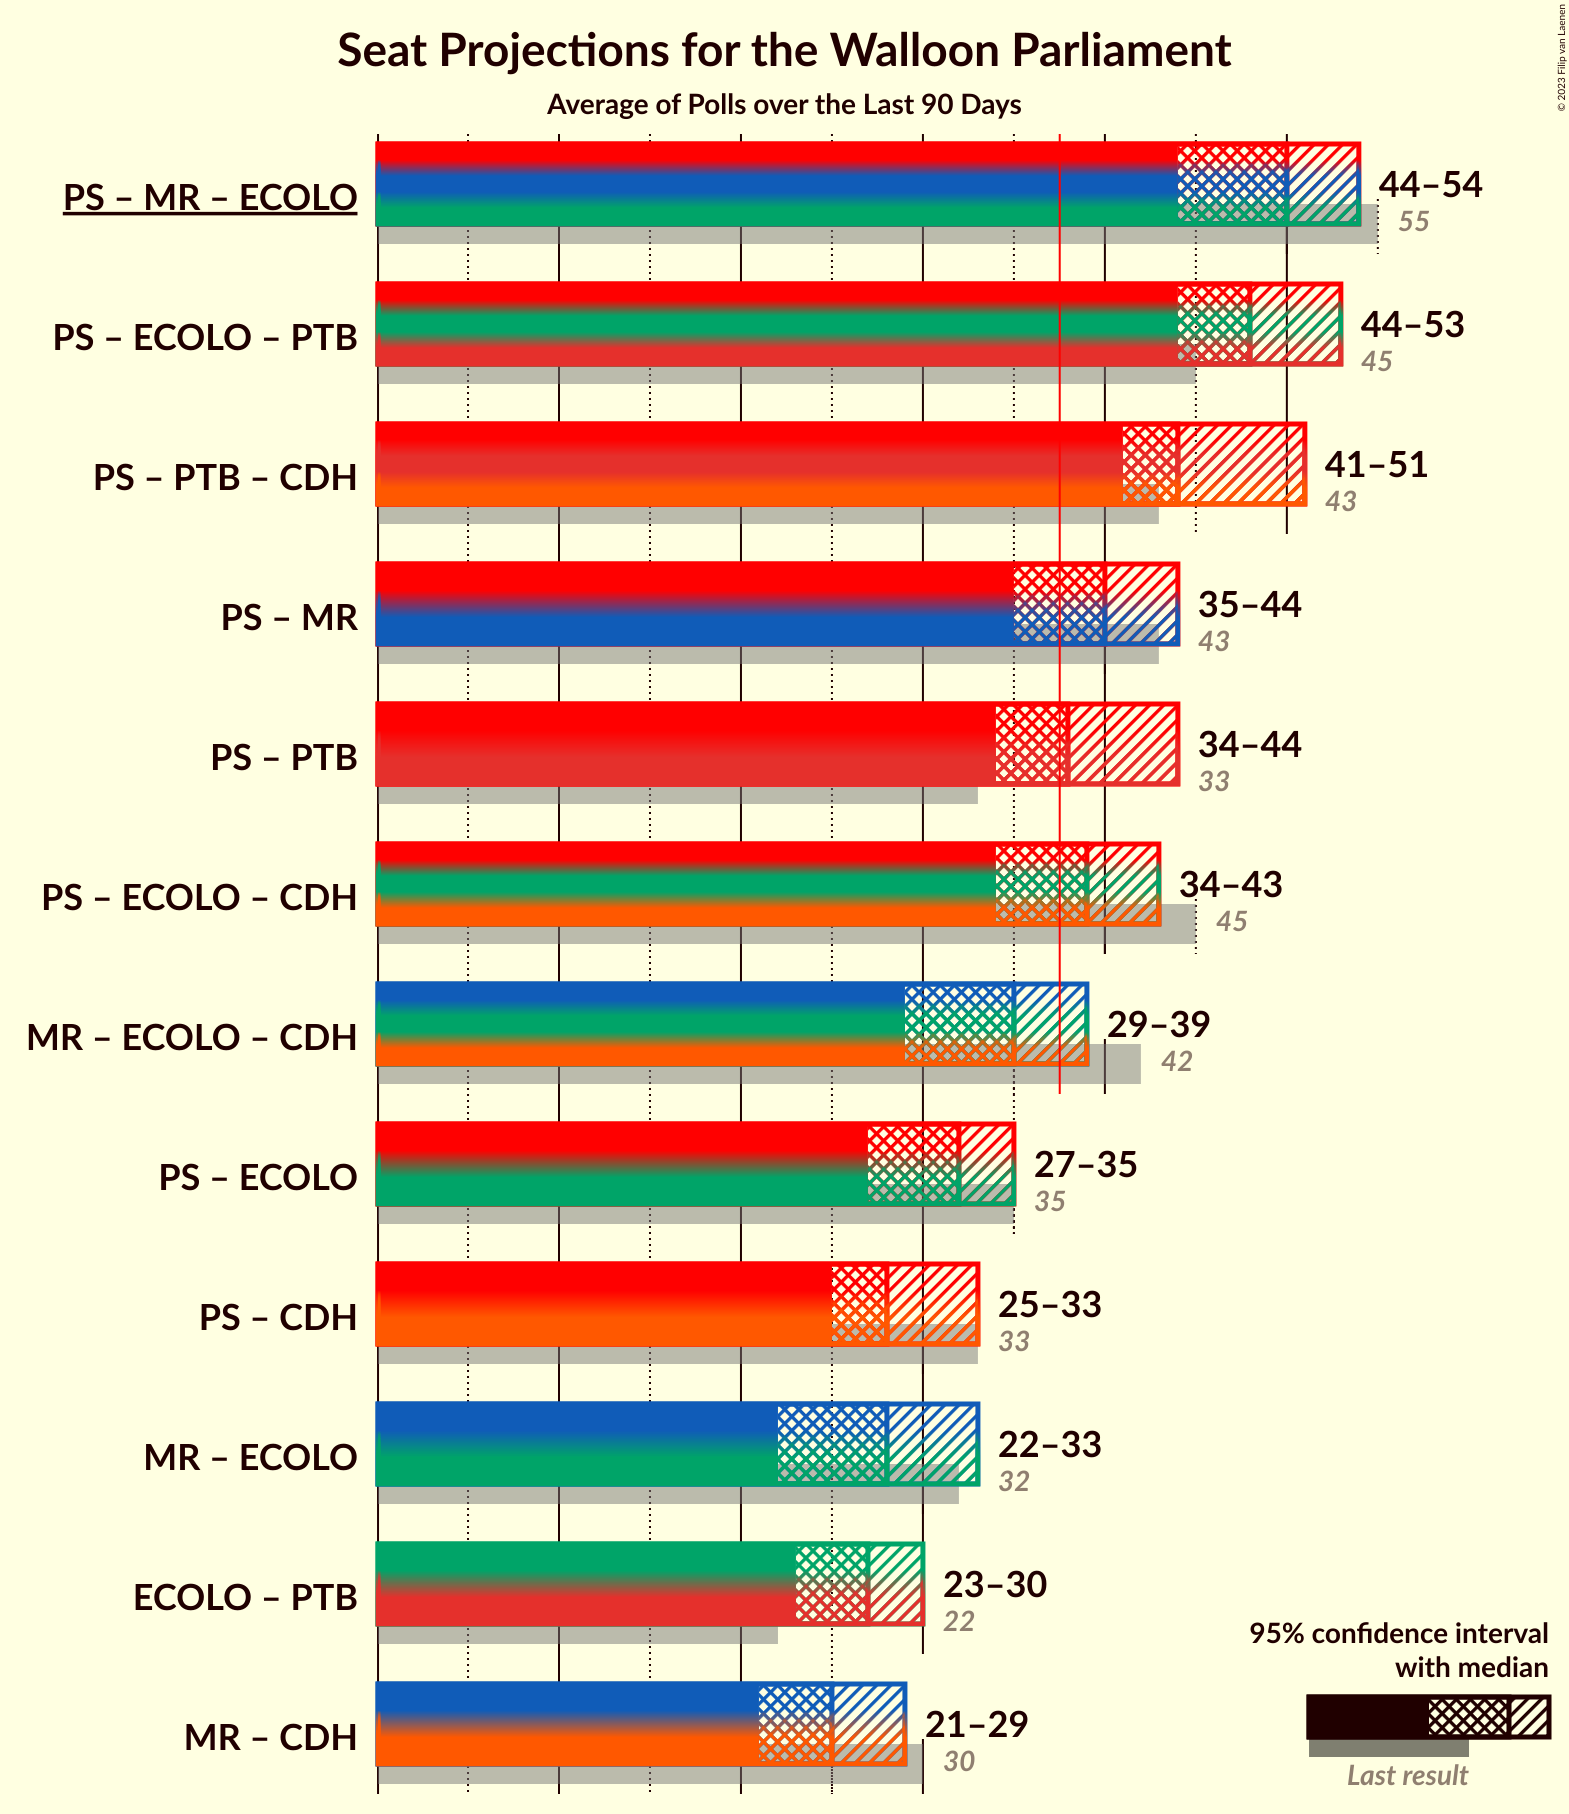 Seat Projections for the Walloon Parliament
Average of Polls over the Last 90 Days
© 2023 Filip van Laenen
PS – MR – ECOLO
44–54
55
PS – ECOLO – PTB
44–53
45
PS – PTB – CDH
41–51
43
PS – MR
35–44
43
PS – PTB
34–44
33
PS – ECOLO – CDH
34–43
45
MR – ECOLO – CDH
29–39
42
PS – ECOLO
27–35
35
PS – CDH
25–33
33
MR – ECOLO
22–33
32
ECOLO – PTB
23–30
22
MR – CDH
21–29
30
95% confidence interval
with median
Last result